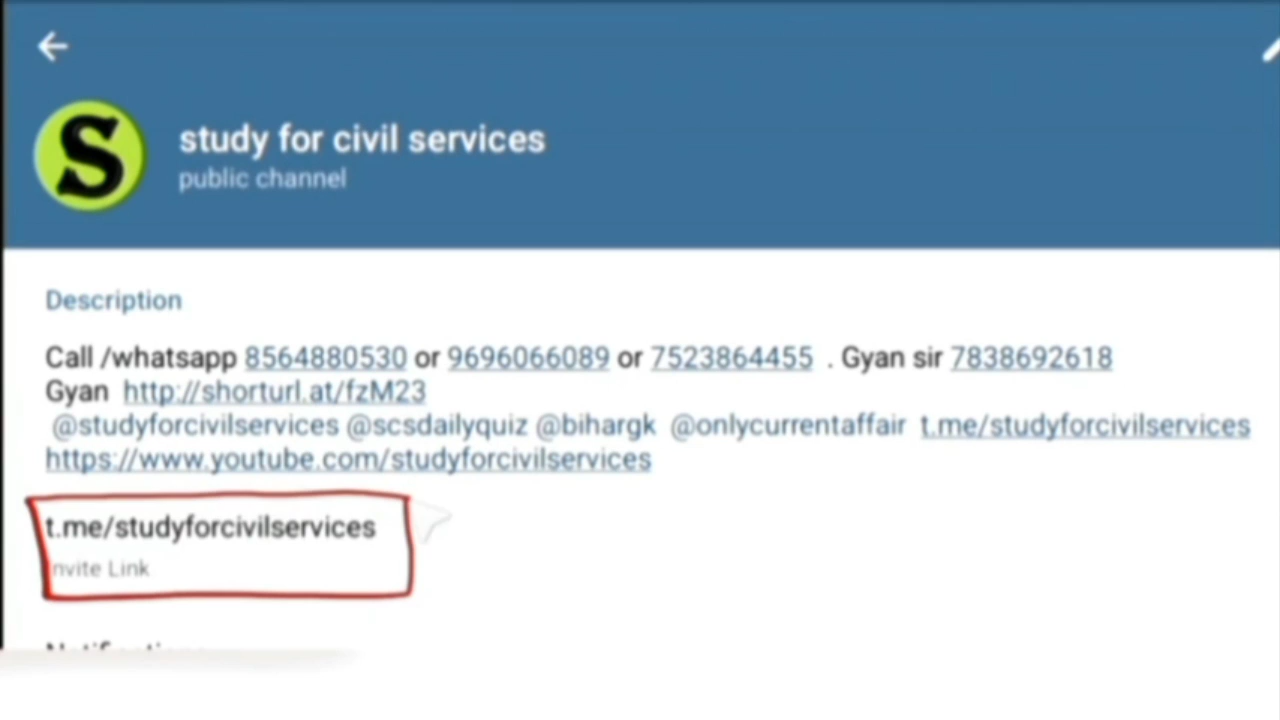 S
study for civil services
public channel
Description
Call /whatsapp 8564880530 or 9696066089 or 7523864455 . Gyan sir 7838692618
Gyan http://shorturl.at/fzM23
@studyforcivilservices @scsdailyquiz @bihargk @onlycurrentaffair t.me/studyforcivilservices
https://www.youtube.com/studyforcivilservices
t.me/studyforcivilservices
Invite Link